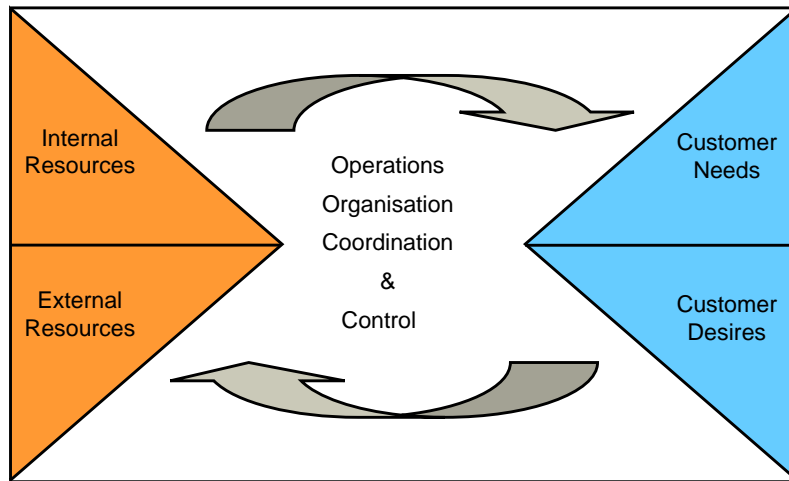 Internal
Resources
External
Resources
Operations
Organisation
Coordination
&
Control
Customer
Needs
Customer
Desires